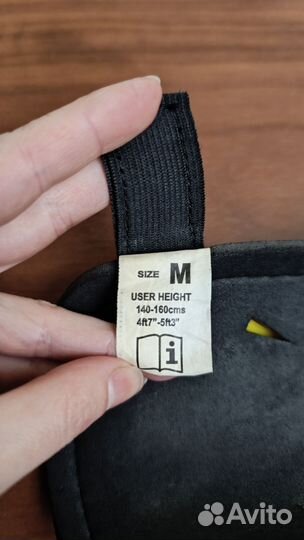 SIZE M
USER HEIGHT
140-160cms
4ft7"-5ft3"
i
Avito